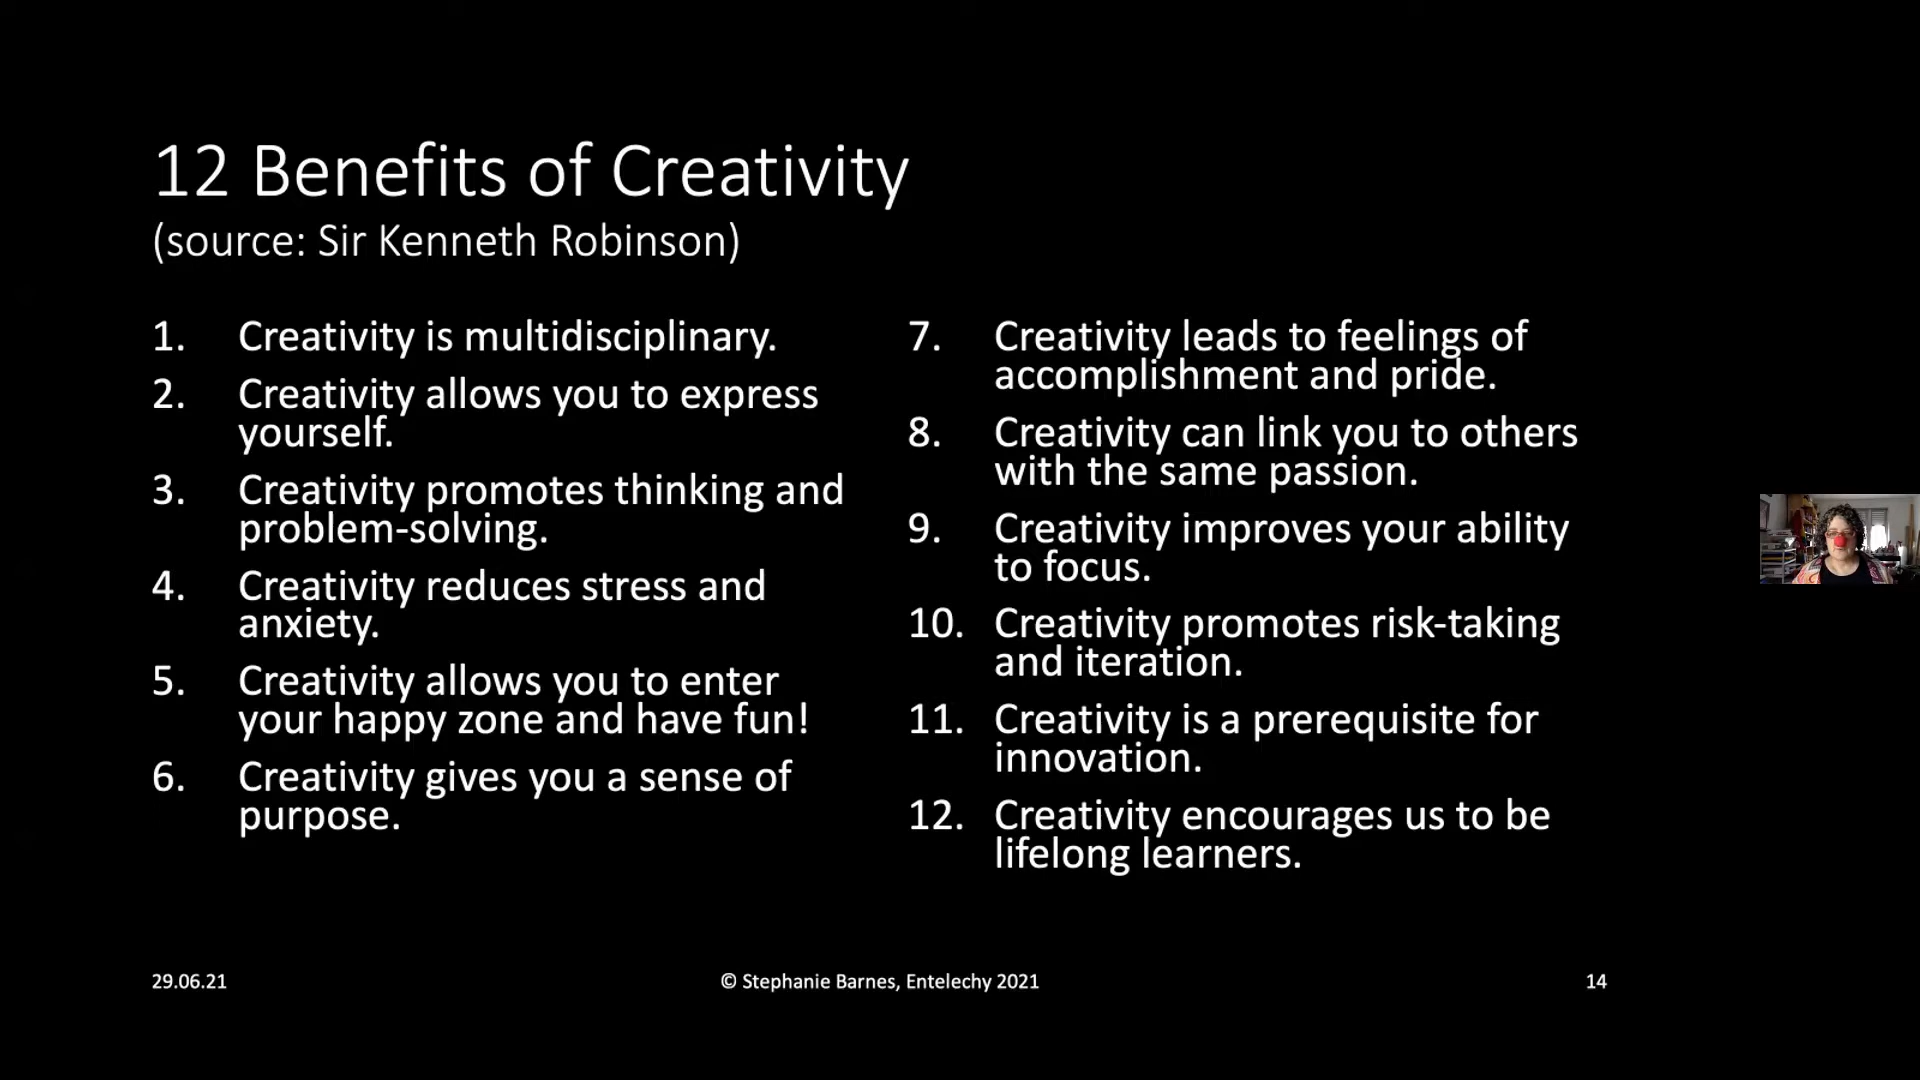 12 Benefits of Creativity
(source: Sir Kenneth Robinson)
1. Creativity is multidisciplinary.
2. Creativity allows you to express
yourself.
3. Creativity promotes thinking and
problem-solving.
4. Creativity reduces stress and
anxiety.
5. Creativity allows you to enter
your happy zone and have fun!
6. Creativity gives you a sense of
purpose.
7. Creativity leads to feelings of
accomplishment and pride.
8. Creativity can link you to others
with the same passion.
9. Creativity improves your ability
to focus.
10. Creativity promotes risk-taking
and iteration.
11. Creativity is a prerequisite for
innovation.
12. Creativity encourages us to be
lifelong learners.
29.06.21
© Stephanie Barnes, Entelechy 2021
14